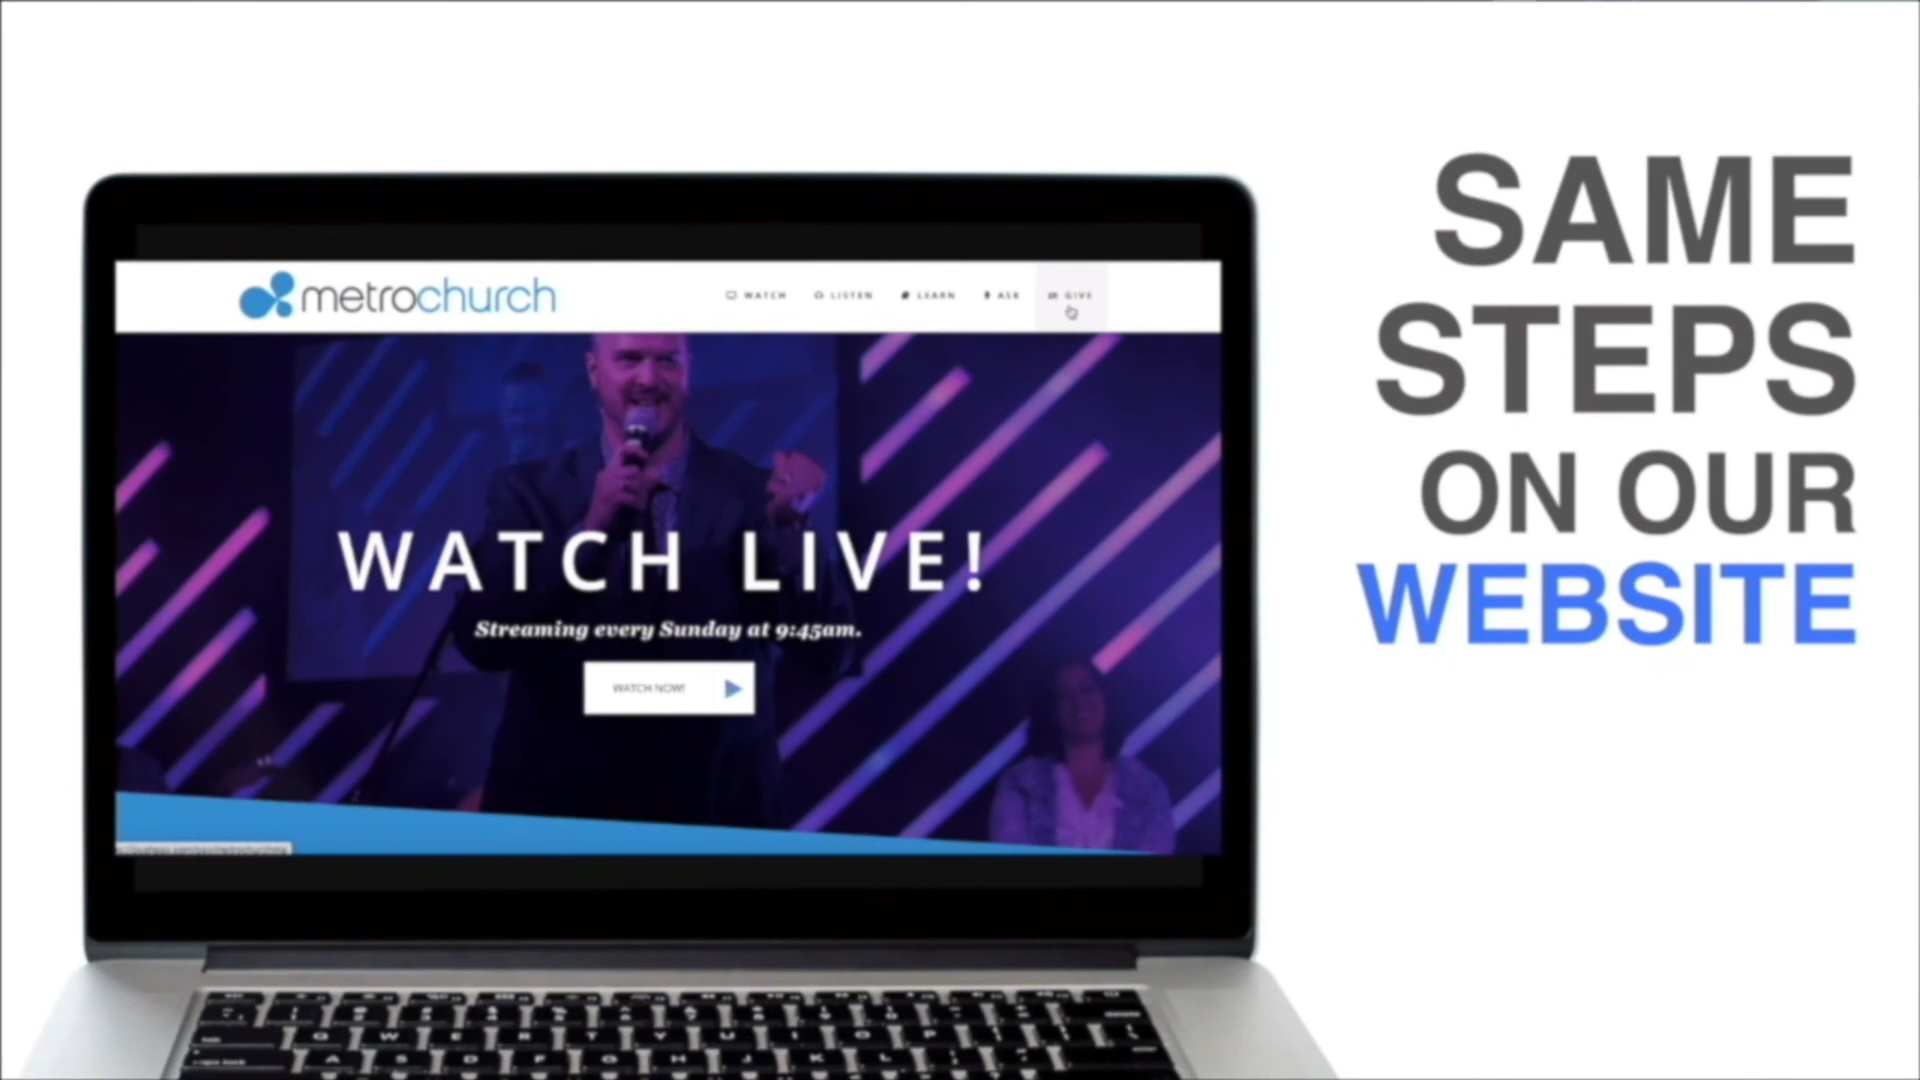 metrochurch
WATCH LISTEN LEARN ASK GIVE
WATCH LIVE!
Streaming every Sunday at 9:45am.
WATCH NOW!
SAME
STEPS
ON OUR
WEBSITE
Q W E R T Y U I O P
A S D F G H J K L